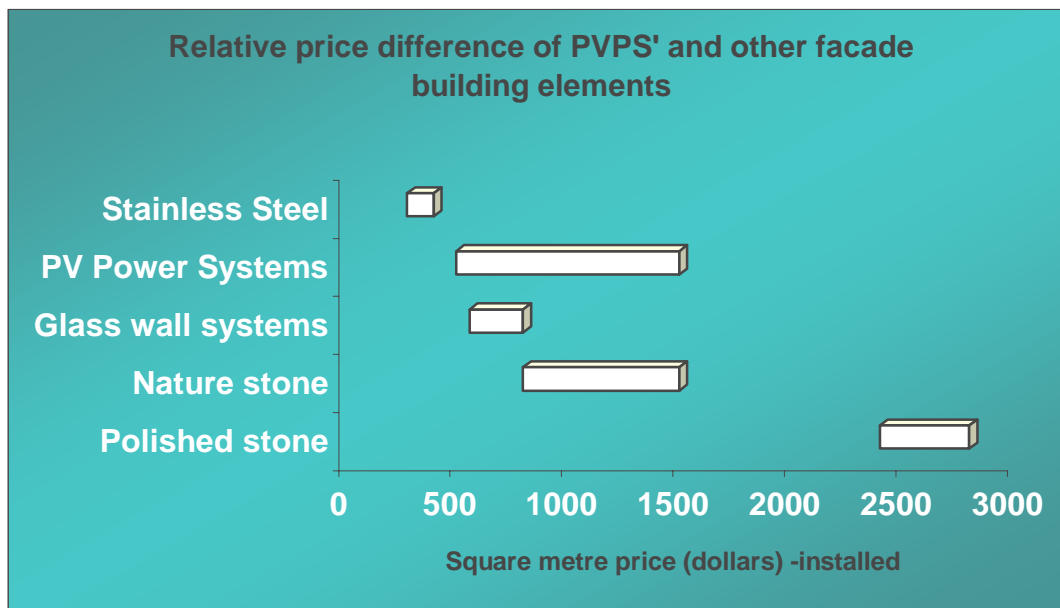 Relative price difference of PVPS' and other facade
building elements
Stainless Steel
PV Power Systems
Glass wall systems
Nature stone
Polished stone
0 500 1000 1500 2000 2500 3000
Square metre price (dollars) -installed